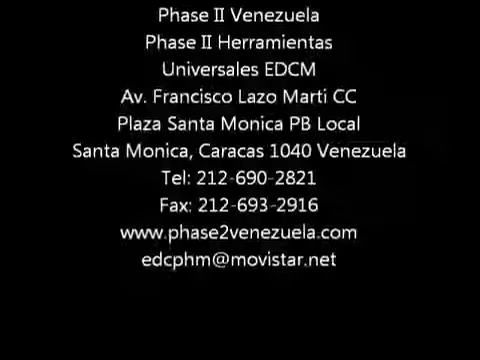 Phase II Venezuela
Phase II Herramientas
Universales EDCM
Av. Francisco Lazo Marti CC
Plaza Santa Monica PB Local
Santa Monica, Caracas 1040 Venezuela
Tel: 212-690-2821
Fax: 212-693-2916
www.phase2venezuela.com
edcphm@movistar.net